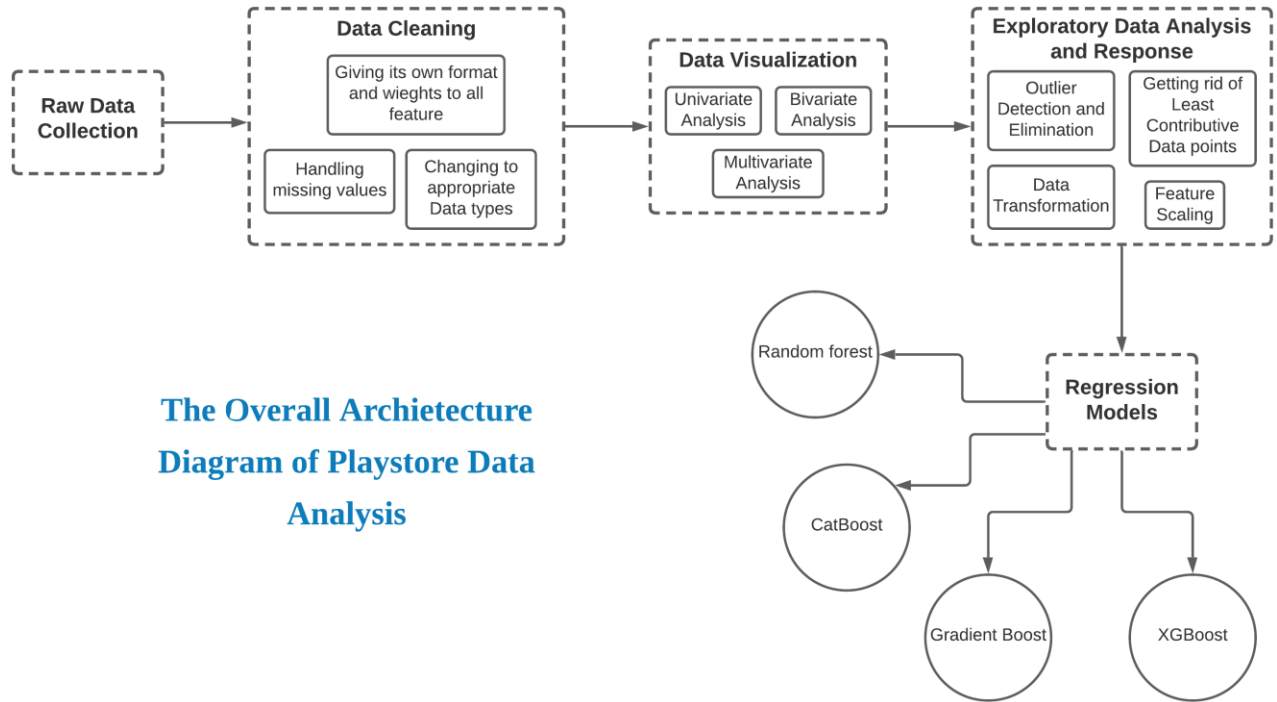 Raw Data
Collection
Data Cleaning
Giving its own format
and wieghts to all
feature
Handling
missing values
Changing to
appropriate
Data types
Data Visualization
Univariate
Analysis
Bivariate
Analysis
Multivariate
Analysis
Exploratory Data Analysis
and Response
Outlier
Detection and
Elimination
Getting rid of
Least
Contributive
Data points
Data
Transformation
Feature
Scaling
Regression
Models
Random forest
CatBoost
Gradient Boost
XGBoost
The Overall Archietecture
Diagram of Playstore Data
Analysis